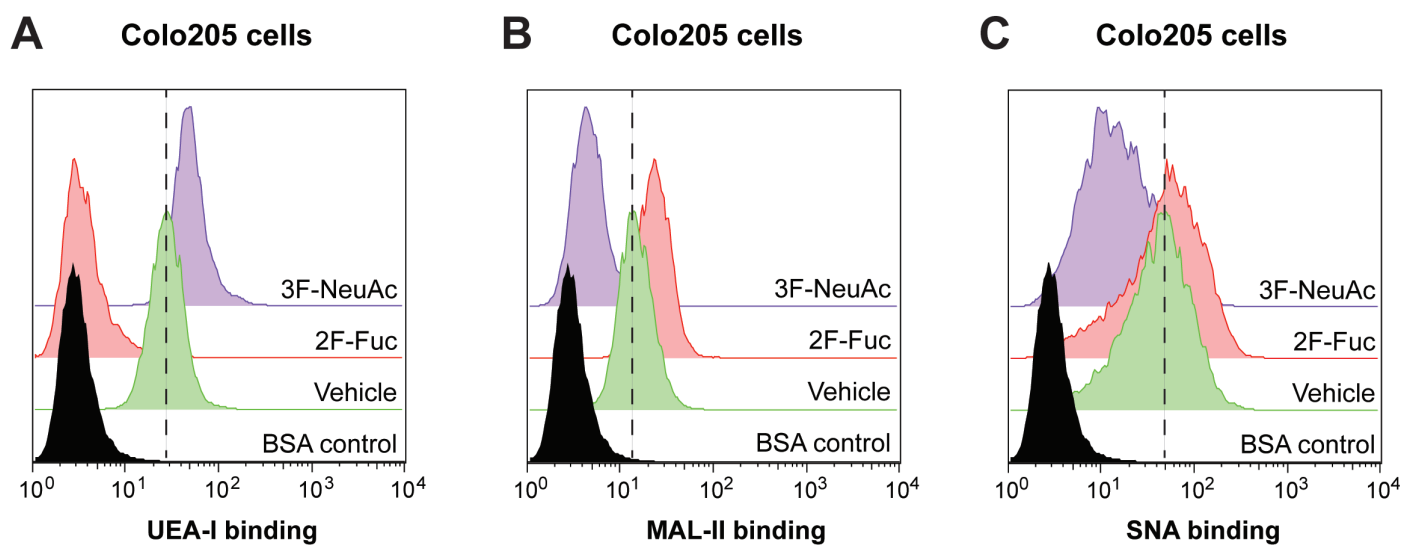 A
Colo205 cells
3F-NeuAc
2F-Fuc
Vehicle
BSA control
10^0 10^1 10^2 10^3 10^4
UEA-I binding
B
Colo205 cells
3F-NeuAc
2F-Fuc
Vehicle
BSA control
10^0 10^1 10^2 10^3 10^4
MAL-II binding
C
Colo205 cells
3F-NeuAc
2F-Fuc
Vehicle
BSA control
10^0 10^1 10^2 10^3 10^4
SNA binding